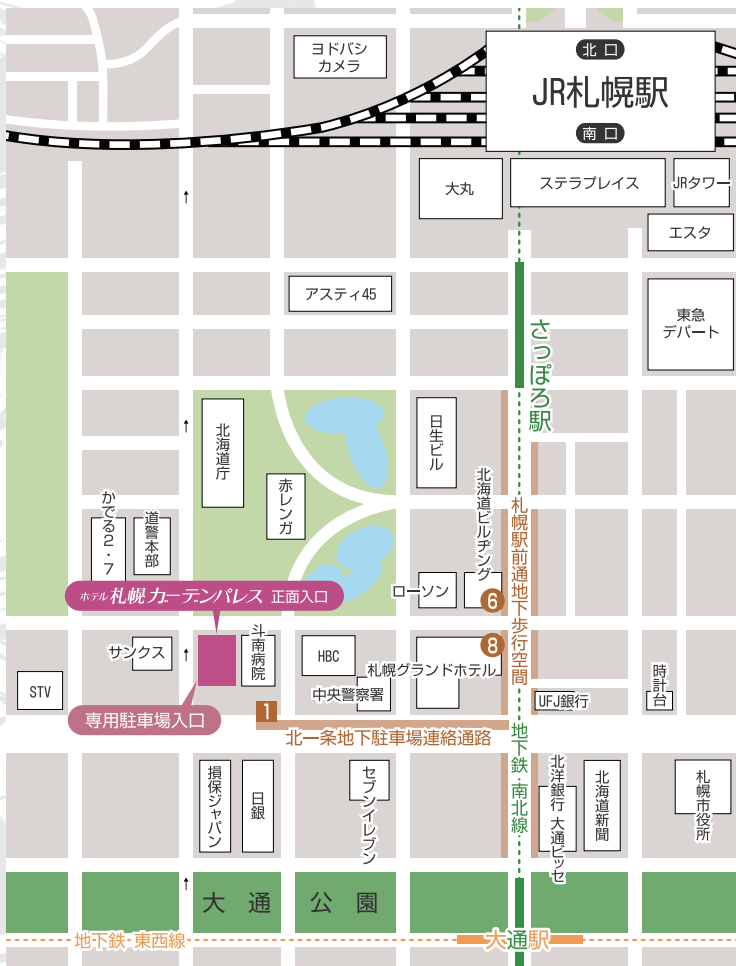 ヨドバシ
カメラ
北口
JR札幌駅
南口
大丸
ステラプレイス
JRタワー
エスタ
アスティ45
東急
デパート
さっぽろ駅
北海道庁
赤レンガ
日生ビル
北海道ビルヂング
かでる2・7
道警本部
札幌駅前通地下歩行空間
ローソン
6
ホテル 札幌ガーデンパレス 正面入口
サンクス
斗南病院
HBC
札幌グランドホテル
8
中央警察署
STV
UFJ銀行
時計台
専用駐車場入口
1
北一条地下駐車場連絡通路
地下鉄・南北線
損保ジャパン
日銀
セブンイレブン
北洋銀行 大通ビッセ
北海道新聞
札幌市役所
大通公園
地下鉄・東西線
大通駅